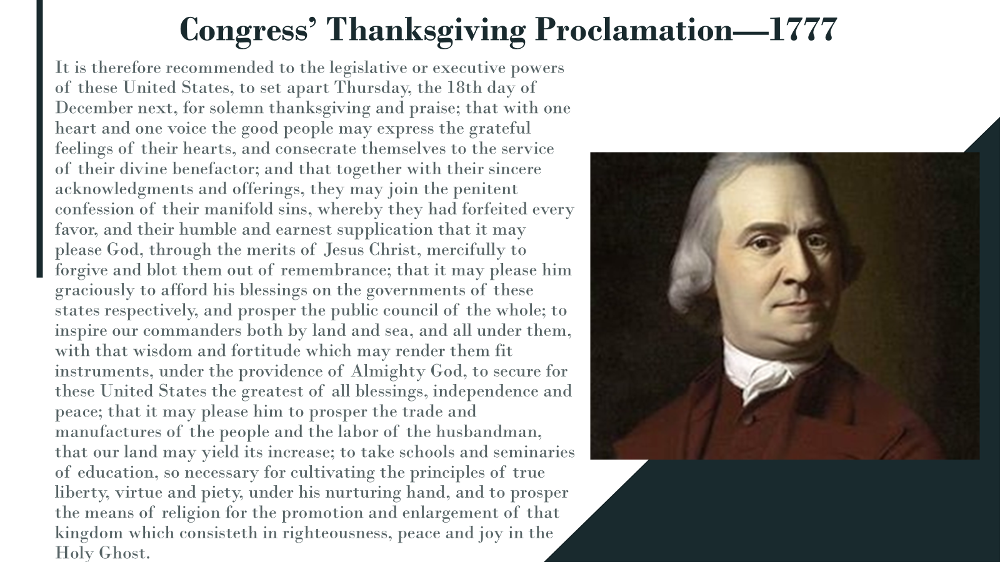 Congress’ Thanksgiving Proclamation—1777
It is therefore recommended to the legislative or executive powers
of these United States, to set apart Thursday, the 18th day of
December next, for solemn thanksgiving and praise; that with one
heart and one voice the good people may express the grateful
feelings of their hearts, and consecrate themselves to the service
of their divine benefactor; and that together with their sincere
acknowledgments and offerings, they may join the penitent
confession of their manifold sins, whereby they had forfeited every
favor, and their humble and earnest supplication that it may
please God, through the merits of Jesus Christ, mercifully to
forgive and blot them out of remembrance; that it may please him
graciously to afford his blessings on the governments of these
states respectively, and prosper the public council of the whole; to
inspire our commanders both by land and sea, and all under them,
with that wisdom and fortitude which may render them fit
instruments, under the providence of Almighty God, to secure for
these United States the greatest of all blessings, independence and
peace; that it may please him to prosper the trade and
manufactures of the people and the labor of the husbandman,
that our land may yield its increase; to take schools and seminaries
of education, so necessary for cultivating the principles of true
liberty, virtue and piety, under his nurturing hand, and to prosper
the means of religion for the promotion and enlargement of that
kingdom which consisteth in righteousness, peace and joy in the
Holy Ghost.